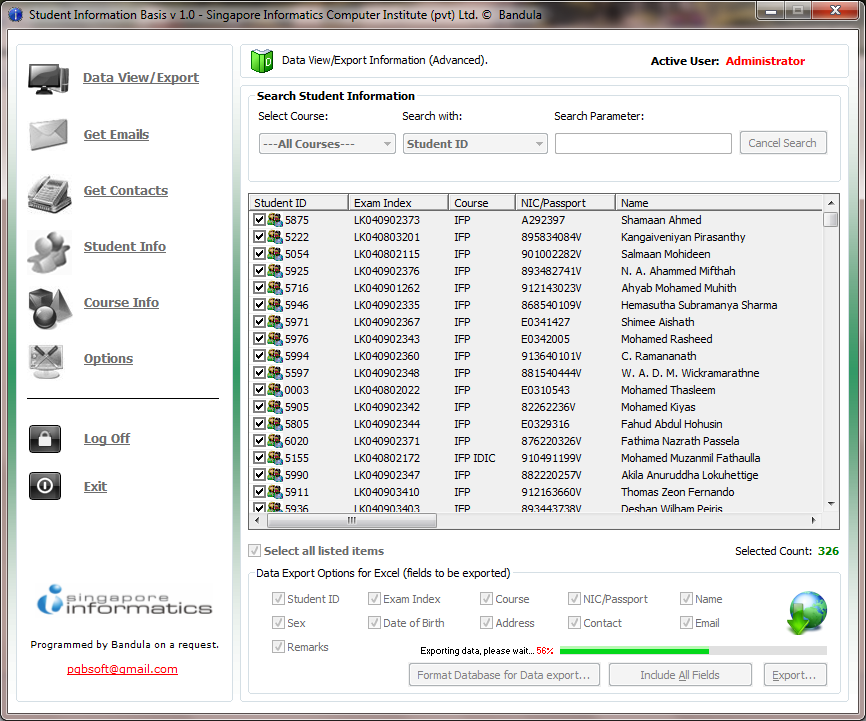 Student Information Basis v 1.0 - Singapore Informatics Computer Institute (pvt) Ltd. © Bandula
Data View/Export
Get Emails
Get Contacts
Student Info
Course Info
Options
Log Off
Exit
singapore
informatics
Programmed by Bandula on a request.
pgbsoft@gmail.com
Data View/Export Information (Advanced).
Active User: Administrator
Search Student Information
Select Course: Search with: Search Parameter:
---All Courses--- Student ID Cancel Search
Student ID Exam Index Course NIC/Passport Name
5875 LK040902373 IFP A292397 Shamaan Ahmed
5222 LK040803201 IFP 895834084V Kangaiveniyan Pirasanthy
5054 LK040802115 IFP 901002282V Salmaan Mohideen
5925 LK040902376 IFP 893482741V N. A. Ahammed Mifthah
5716 LK040901262 IFP 912143023V Ahyab Mohamed Muhith
5946 LK040902335 IFP 868540109V Hemasutha Subramanya Sharma
5971 LK040902367 IFP E0341427 Shimee Aishath
5976 LK040902343 IFP E0342005 Mohamed Rasheed
5994 LK040902360 IFP 913640101V C. Ramananath
5597 LK040902348 IFP 881540444V W. A. D. M. Wickramarathne
0003 LK040802022 IFP E0310543 Mohamed Thasleem
5905 LK040902342 IFP 82262236V Mohamed Kiyas
5805 LK040902344 IFP E0329316 Fahud Abdul Hohusin
6020 LK040902371 IFP 876220326V Fathima Nazrath Passela
5155 LK040802172 IFP IDIC 910491199V Mohamed Muzanmil Fathaulla
5990 LK040902347 IFP 882220257V Akila Anuruddha Lokuhettige
5911 LK040903410 IFP 912163660V Thomas Zeon Fernando
5936 LK040903403 IFP 893443738V Deshan Wilham Peiris
Select all listed items Selected Count: 326
Data Export Options for Excel (fields to be exported)
Student ID Exam Index Course NIC/Passport Name
Sex Date of Birth Address Contact Email
Remarks
Exporting data, please wait... 56%
Format Database for Data export... Include All Fields Export...